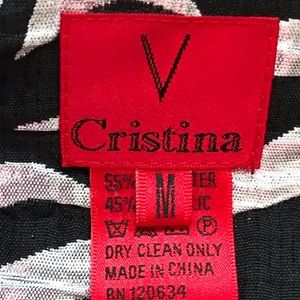 V
Cristina
M
55% TER
45% IC
DRY CLEAN ONLY
MADE IN CHINA
RN 120634